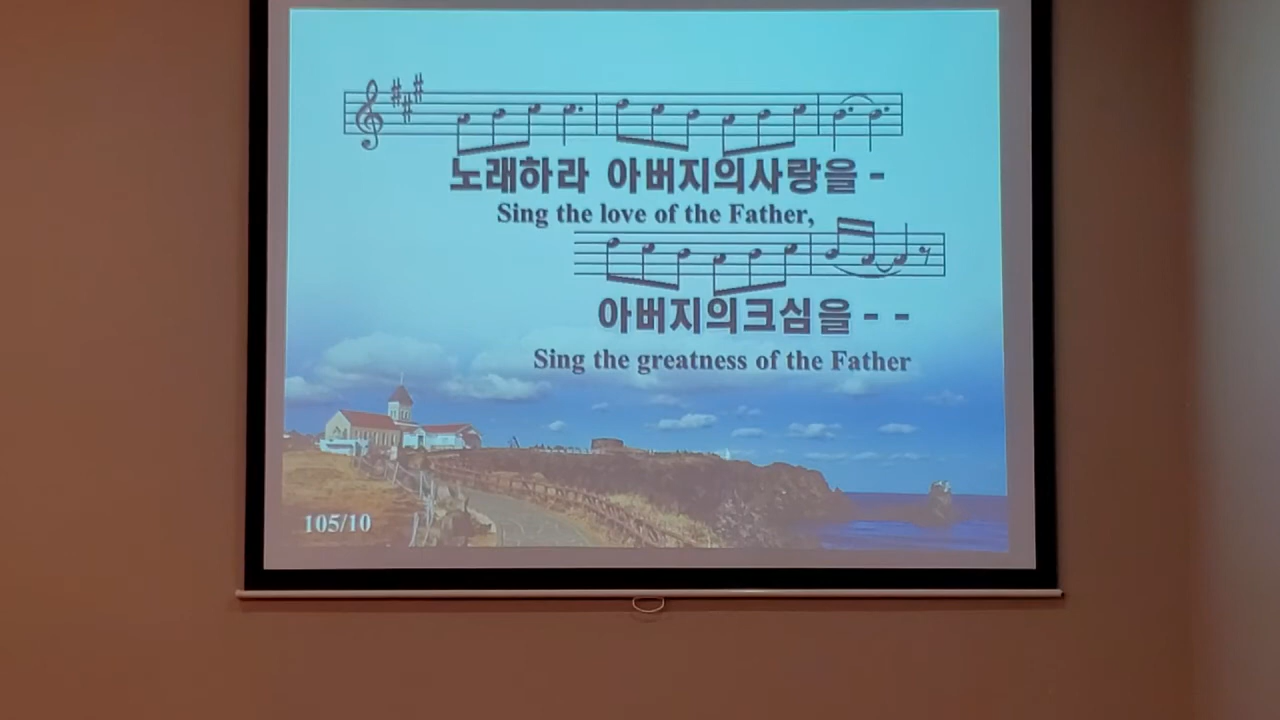 노래하라 아버지의사랑을 -
Sing the love of the Father,
아버지의크심을 - -
Sing the greatness of the Father
105/10